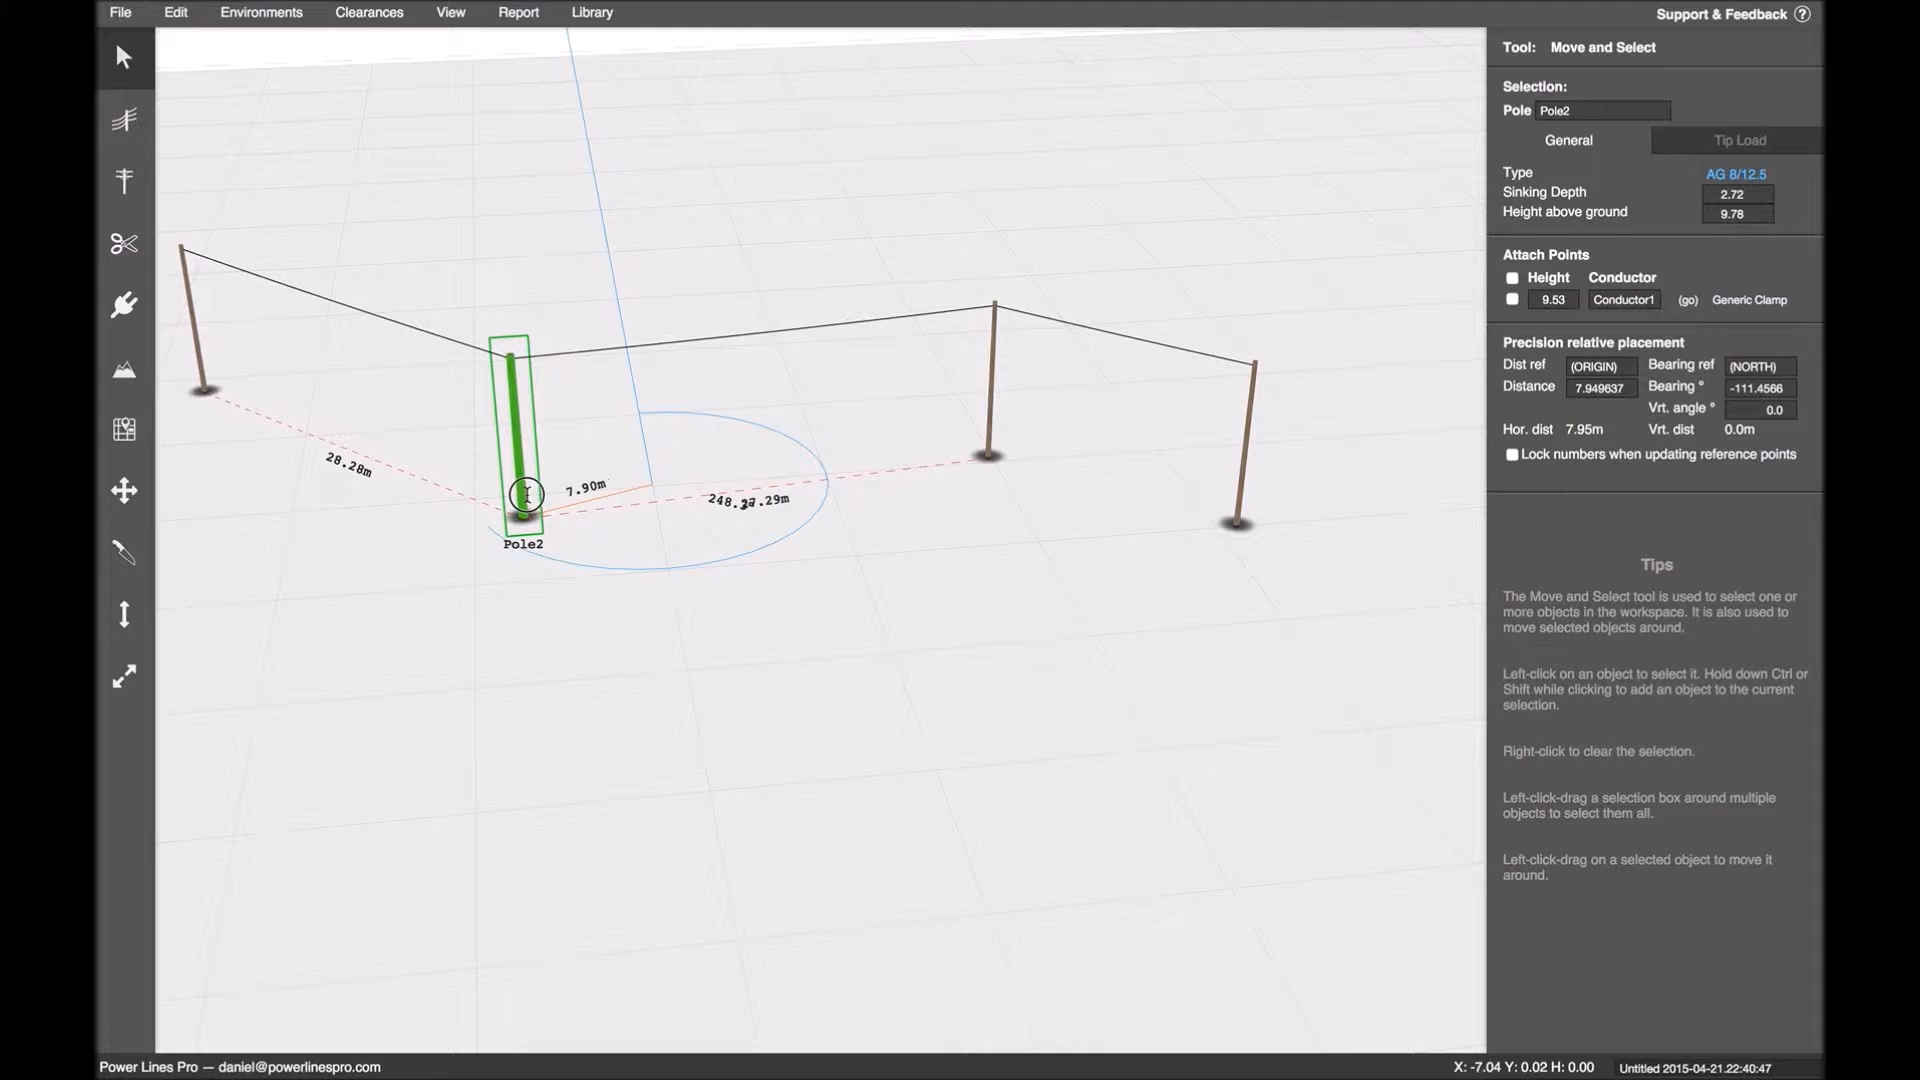 File Edit Environments Clearances View Report Library
Support & Feedback ?
Tool: Move and Select
Selection:
Pole Pole2
General Tip Load
Type AG 8/12.5
Sinking Depth 2.72
Height above ground 9.78
Attach Points
Height Conductor
9.53 Conductor1 (go) Generic Clamp
Precision relative placement
Dist ref (ORIGIN) Bearing ref (NORTH)
Distance 7.949637 Bearing ° -111.4566
Vrt. angle ° 0.0
Hor. dist 7.95m Vrt. dist 0.0m
Lock numbers when updating reference points
28.28m
7.90m
Pole2
Tips
The Move and Select tool is used to select one or
more objects in the workspace. It is also used to
move selected objects around.
Left-click on an object to select it. Hold down Ctrl or
Shift while clicking to add an object to the current
selection.
Right-click to clear the selection.
Left-click-drag a selection box around multiple
objects to select them all.
Left-click-drag on a selected object to move it
around.
Power Lines Pro — daniel@powerlinespro.com
X: -7.04 Y: 0.02 H: 0.00
Untitled 2015-04-21.22:40:47